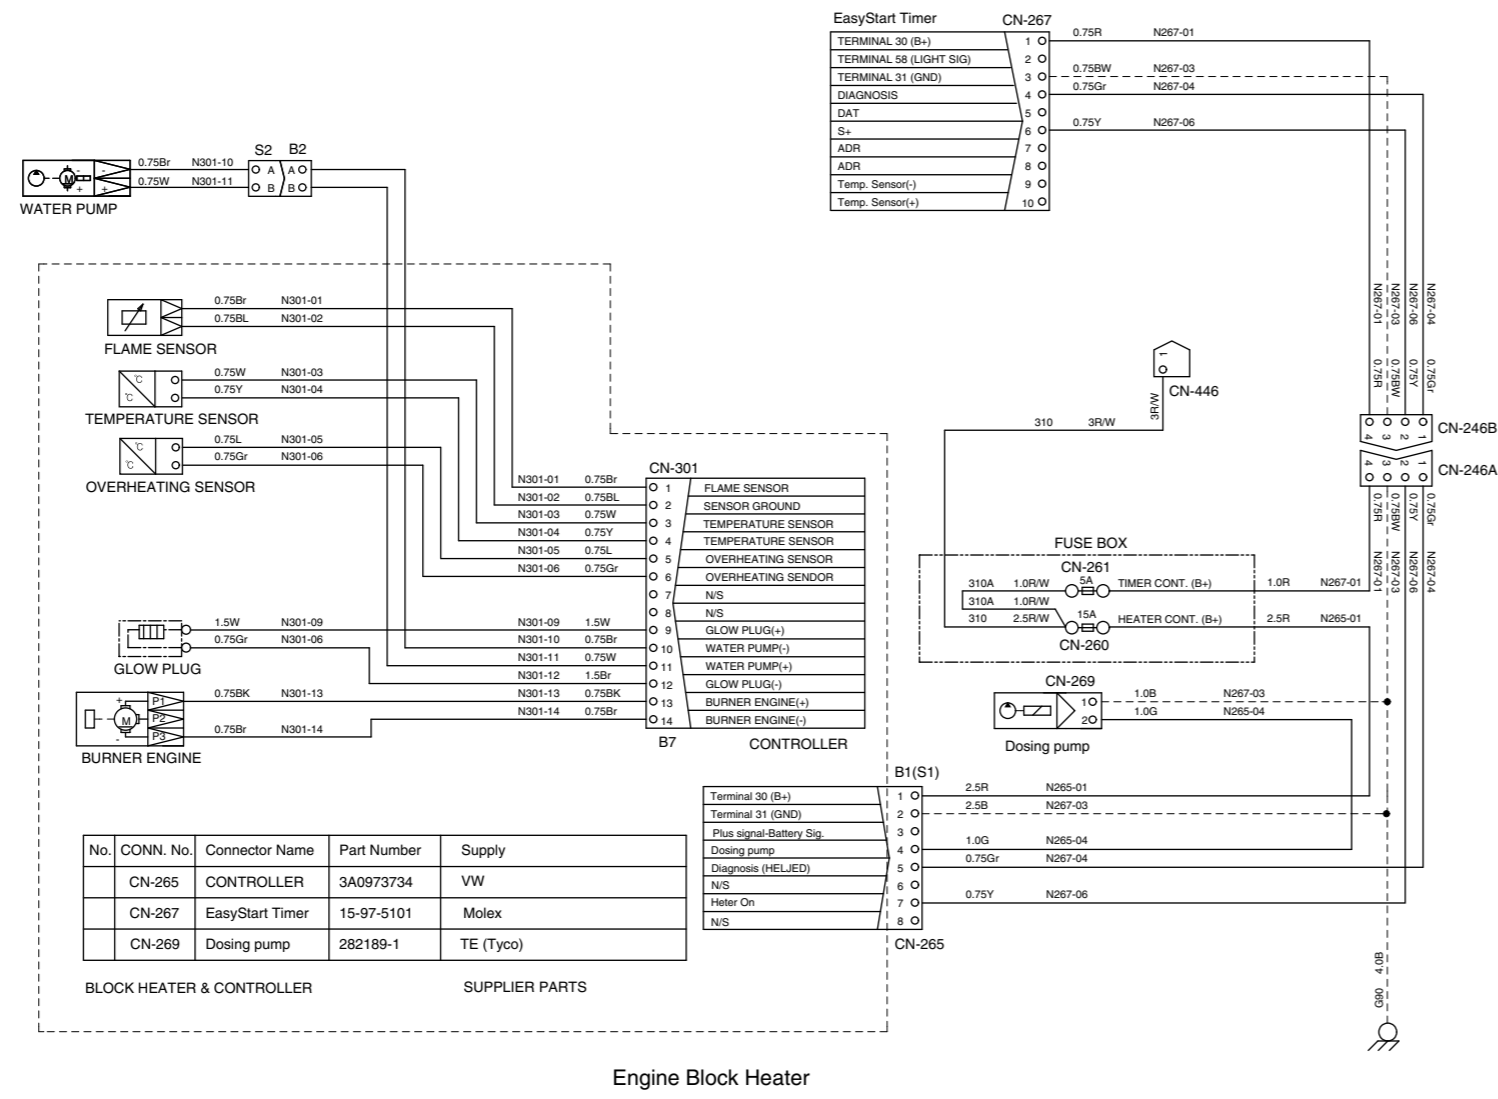 EasyStart Timer CN-267
TERMINAL 30 (B+) 1 0.75R N267-01
TERMINAL 58 (LIGHT SIG) 2
TERMINAL 31 (GND) 3 0.75BW N267-03
DIAGNOSIS 4 0.75Gr N267-04
DAT 5
S+ 6 0.75Y N267-06
ADR 7
ADR 8
Temp. Sensor(-) 9
Temp. Sensor(+) 10
S2 B2
0.75Br N301-10 A A
0.75W N301-11 B B
- M - + +
WATER PUMP
0.75Br N301-01
0.75BL N301-02
FLAME SENSOR
°C °C
0.75W N301-03
0.75Y N301-04
TEMPERATURE SENSOR
°C °C
0.75L N301-05
0.75Gr N301-06
OVERHEATING SENSOR
1.5W N301-09
0.75Gr N301-06
GLOW PLUG
+ M - P1 P2 P3
0.75BK N301-13
0.75Br N301-14
BURNER ENGINE
CN-301
N301-01 0.75Br 1 FLAME SENSOR
N301-02 0.75BL 2 SENSOR GROUND
N301-03 0.75W 3 TEMPERATURE SENSOR
N301-04 0.75Y 4 TEMPERATURE SENSOR
N301-05 0.75L 5 OVERHEATING SENSOR
N301-06 0.75Gr 6 OVERHEATING SENDOR
7 N/S
8 N/S
N301-09 1.5W 9 GLOW PLUG(+)
N301-10 0.75Br 10 WATER PUMP(-)
N301-11 0.75W 11 WATER PUMP(+)
N301-12 1.5Br 12 GLOW PLUG(-)
N301-13 0.75BK 13 BURNER ENGINE(+)
N301-14 0.75Br 14 BURNER ENGINE(-)
B7 CONTROLLER
N267-01 N267-03 N267-06 N267-04
0.75R 0.75BW 0.75Y 0.75Gr
4 3 2 1 CN-246B
4 3 2 1 CN-246A
0.75R 0.75BW 0.75Y 0.75Gr
N267-01 N267-03 N267-06 N267-04
1
CN-446
3R/W
310 3R/W
FUSE BOX
CN-261
310A 1.0R/W 5A TIMER CONT. (B+) 1.0R N267-01
310A 1.0R/W
310 2.5R/W 15A HEATER CONT. (B+) 2.5R N265-01
CN-260
CN-269
1 1.0B N267-03
2 1.0G N265-04
Dosing pump
B1(S1)
Terminal 30 (B+) 1 2.5R N265-01
Terminal 31 (GND) 2 2.5B N267-03
Plus signal-Battery Sig. 3
Dosing pump 4 1.0G N265-04
Diagnosis (HELJED) 5 0.75Gr N267-04
N/S 6
Heter On 7 0.75Y N267-06
N/S 8
CN-265
4.0B
G90
No. CONN. No. Connector Name Part Number Supply
CN-265 CONTROLLER 3A0973734 VW
CN-267 EasyStart Timer 15-97-5101 Molex
CN-269 Dosing pump 282189-1 TE (Tyco)
BLOCK HEATER & CONTROLLER SUPPLIER PARTS
Engine Block Heater